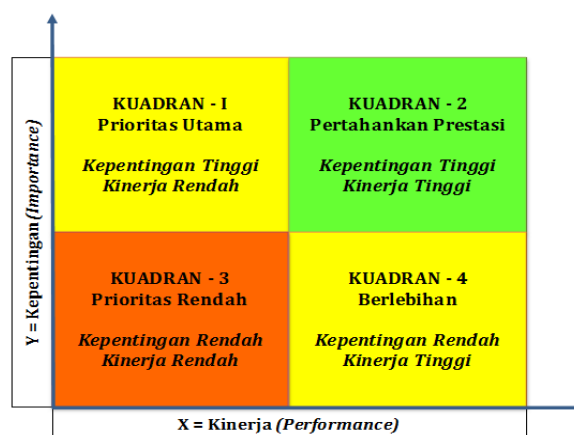 KUADRAN - I
Prioritas Utama
Kepentingan Tinggi
Kinerja Rendah
KUADRAN - 2
Pertahankan Prestasi
Kepentingan Tinggi
Kinerja Tinggi
Y = Kepentingan (Importance)
KUADRAN - 3
Prioritas Rendah
Kepentingan Rendah
Kinerja Rendah
KUADRAN - 4
Berlebihan
Kepentingan Rendah
Kinerja Tinggi
X = Kinerja (Performance)